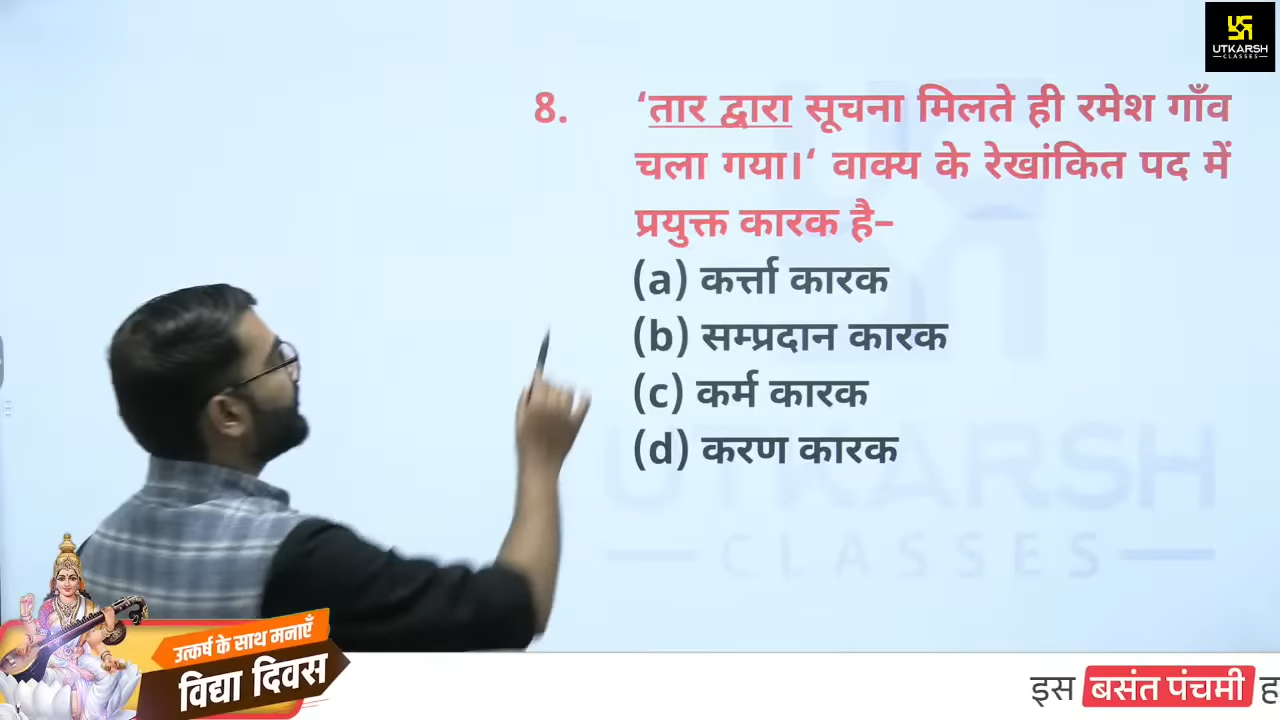 UTKARSH
CLASSES
8. ‘तार द्वारा सूचना मिलते ही रमेश गाँव
चला गया।‘ वाक्य के रेखांकित पद में
प्रयुक्त कारक है–
(a) कर्त्ता कारक
(b) सम्प्रदान कारक
(c) कर्म कारक
(d) करण कारक
UTKARSH
CLASSES
उत्कर्ष के साथ मनाएँ
विद्या दिवस
इस बसंत पंचमी ह